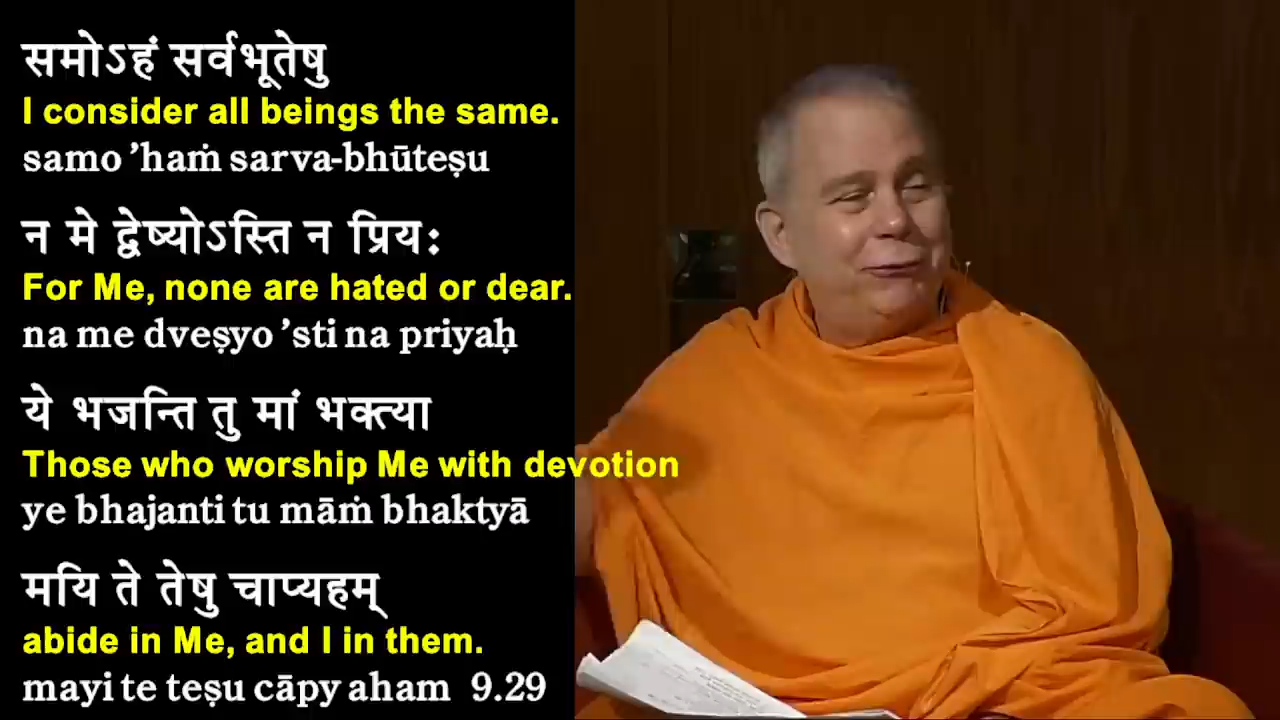 समोऽहं सर्वभूतेषु
I consider all beings the same.
samo ’haṁ sarva-bhūteṣu
न मे द्वेष्योऽस्ति न प्रियः
For Me, none are hated or dear.
na me dveṣyo ’sti na priyaḥ
ये भजन्ति तु मां भक्त्या
Those who worship Me with devotion
ye bhajanti tu māṁ bhaktyā
मयि ते तेषु चाप्यहम्
abide in Me, and I in them.
mayi te teṣu cāpy aham 9.29